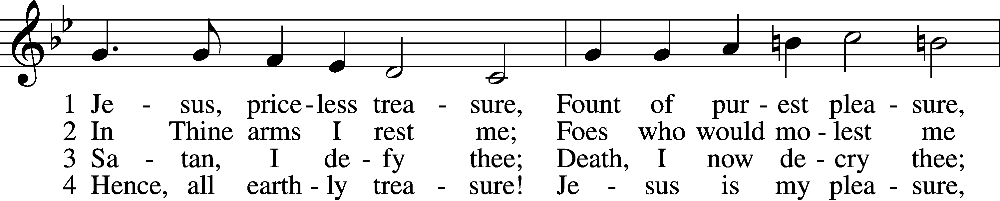 1 Je - sus, price - less trea - sure, Fount of pur - est plea - sure,
2 In Thine arms I rest me; Foes who would mo - lest me
3 Sa - tan, I de - fy thee; Death, I now de - cry thee;
4 Hence, all earth - ly trea - sure! Je - sus is my plea - sure,